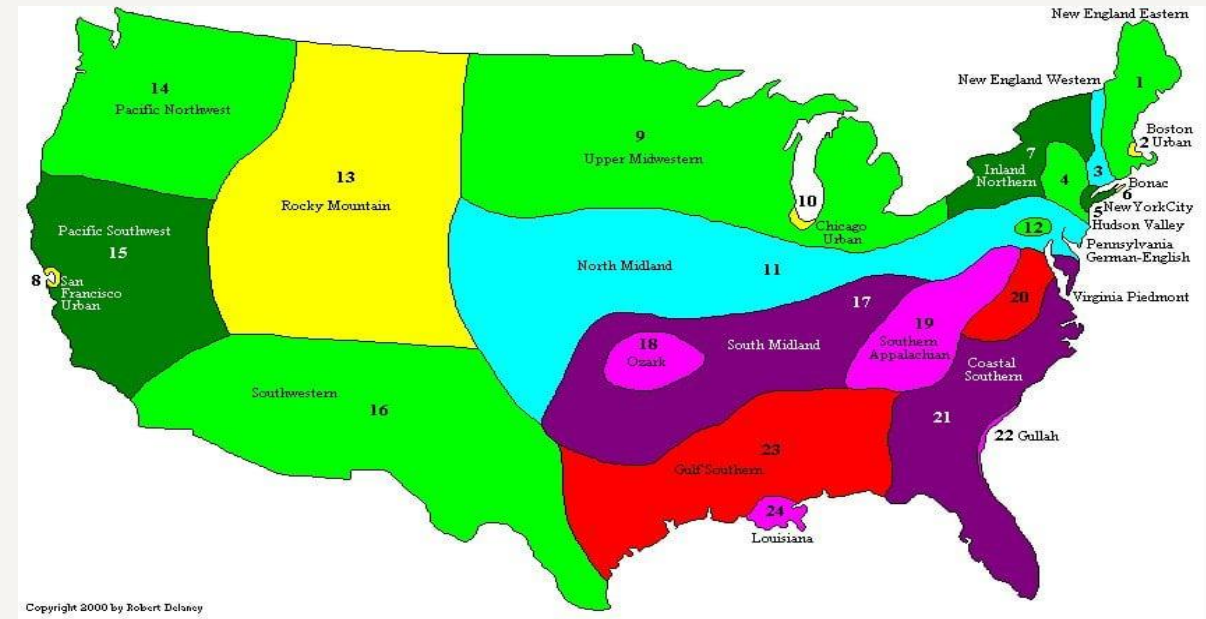 New England Eastern
14
Pacific Northwest
New England Western
1
9
Upper Midwestern
Boston
2 Urban
7
Inland
Northern
3
4
Bonac
6
13
Rocky Mountain
10
Chicago
Urban
5
NewYorkCity
Hudson Valley
12
Pennsylvania
German-English
Pacific Southwest
15
8
San
Francisco
Urban
North Midland
11
17
20
Virginia Piedmont
18
Ozark
South Midland
19
Southern
Appalachian
Coastal
Southern
Southwestern
16
21
22 Gullah
23
Gulf Southern
24
Louisiana
Copyright 2000 by Robert Delaney